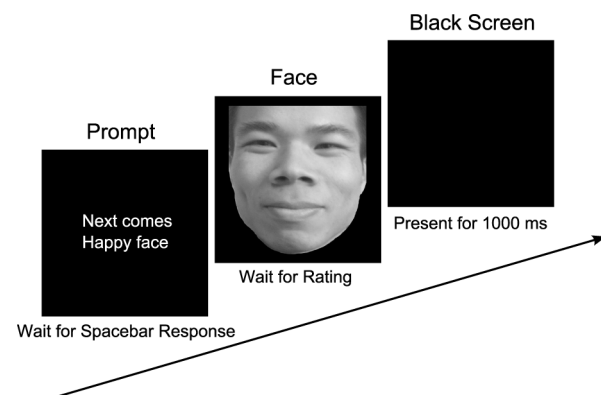 Black Screen
Face
Prompt
Next comes
Happy face
Present for 1000 ms
Wait for Rating
Wait for Spacebar Response